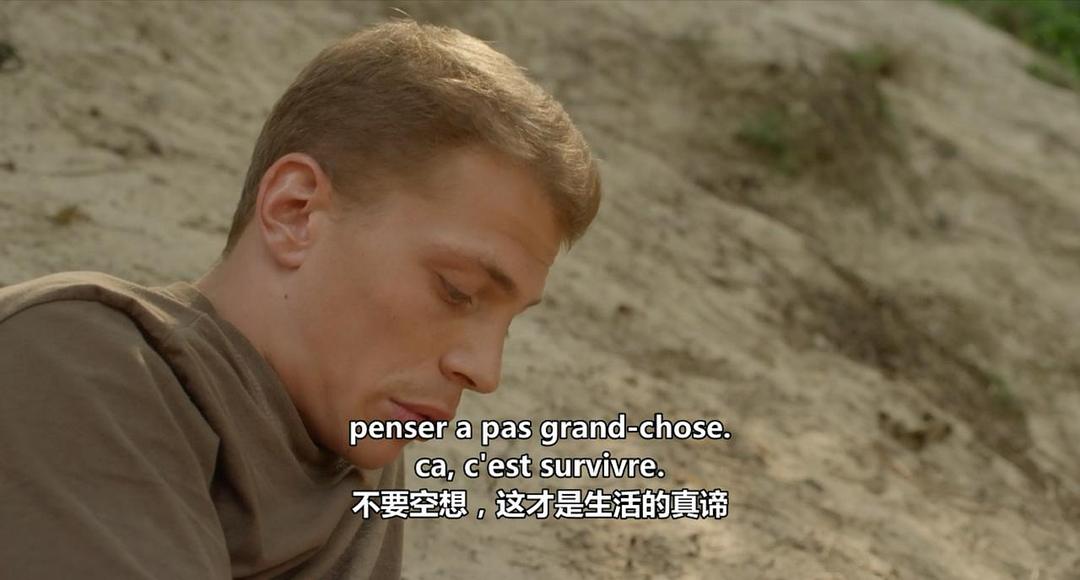 penser a pas grand-chose.
ca, c'est survivre.
不要空想，这才是生活的真谛